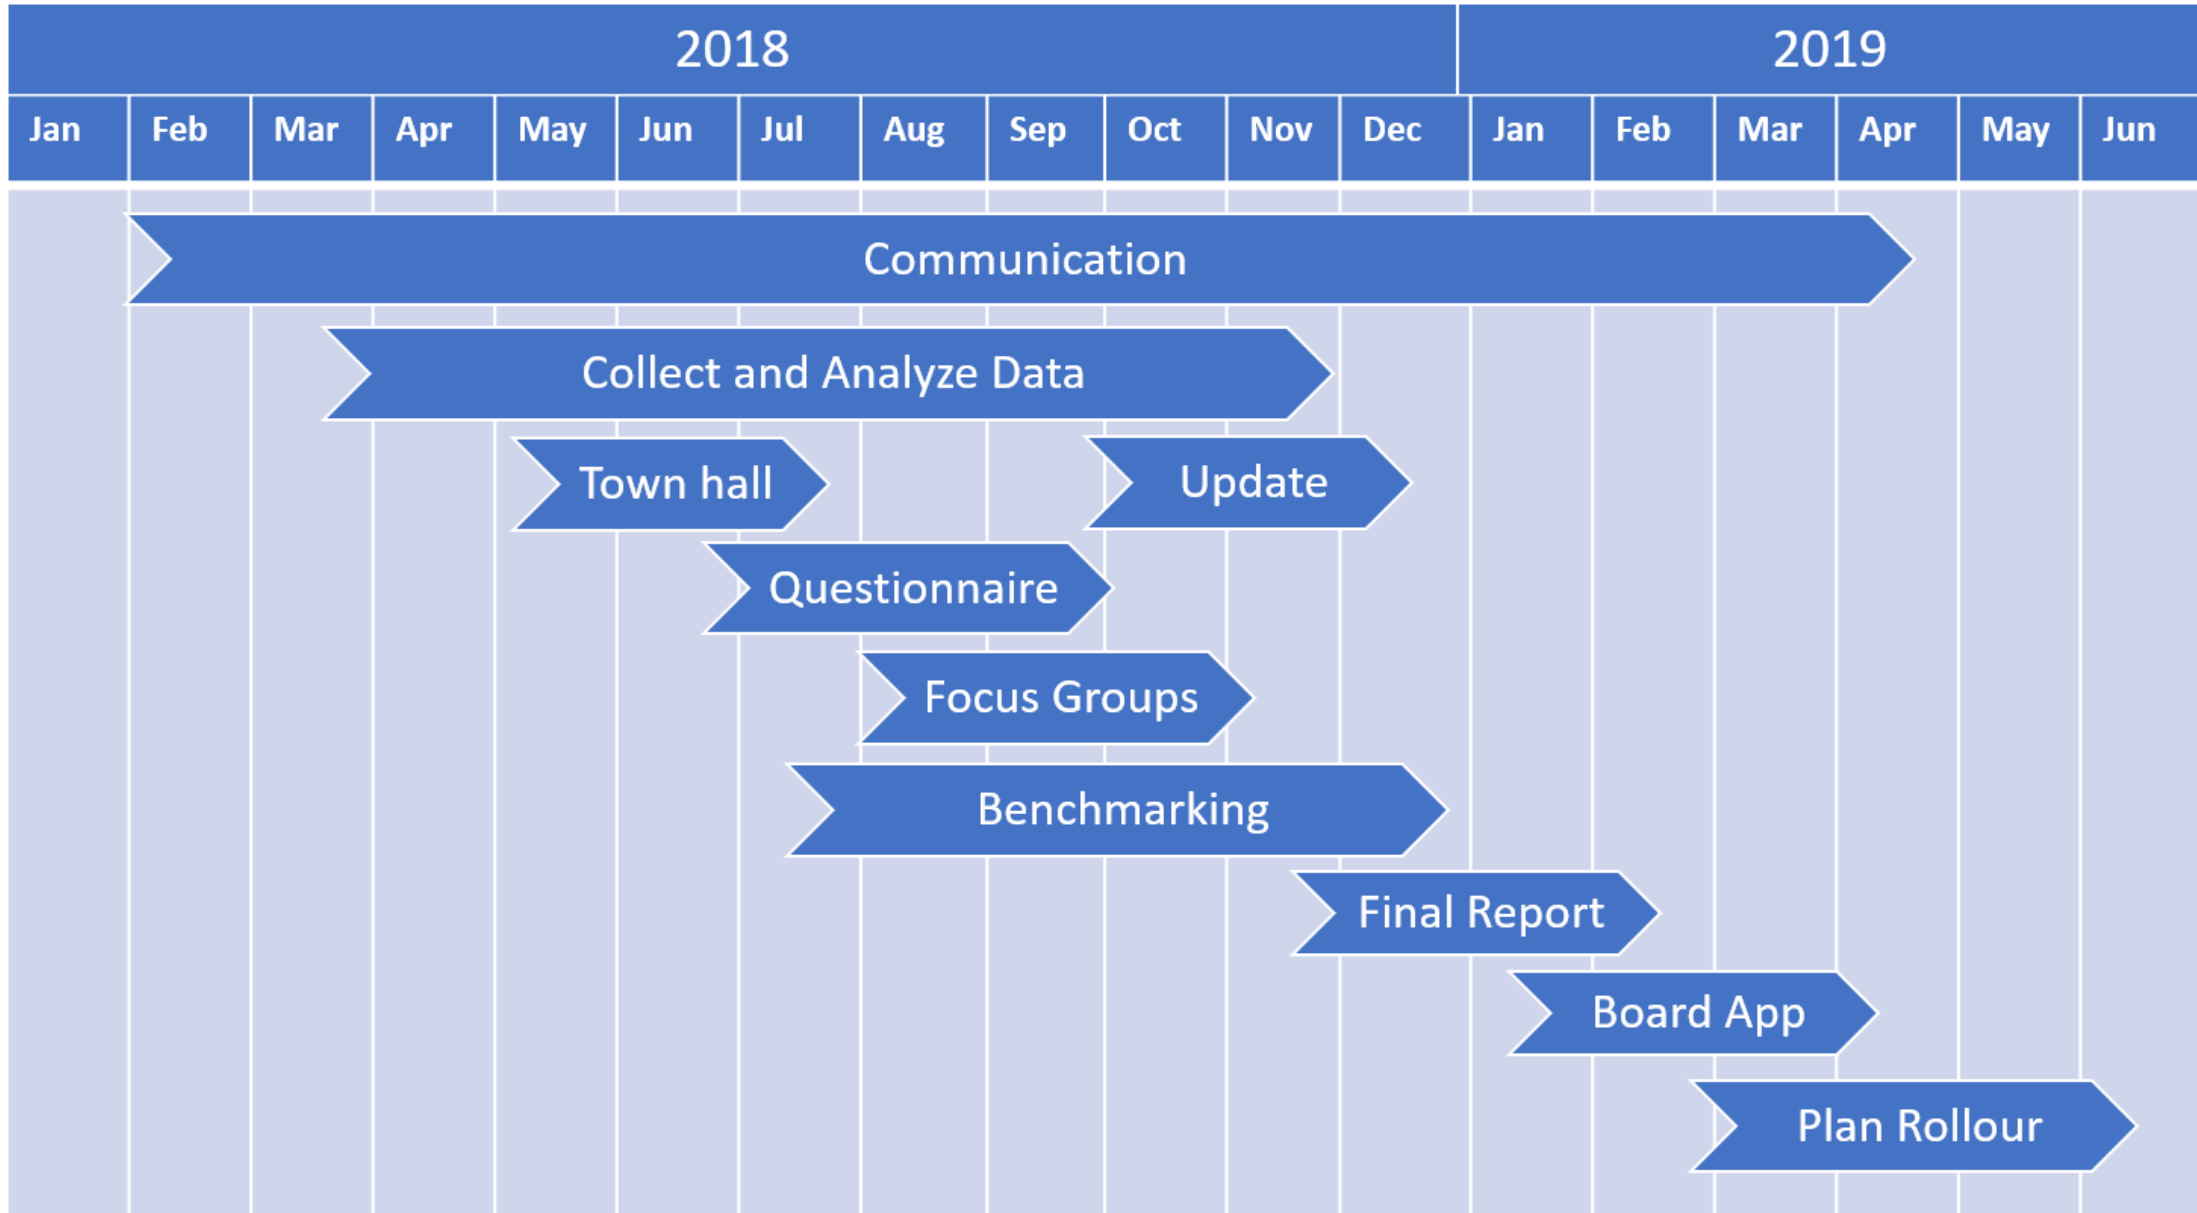 2018 2019
Jan Feb Mar Apr May Jun Jul Aug Sep Oct Nov Dec Jan Feb Mar Apr May Jun
Communication
Collect and Analyze Data
Town hall Update
Questionnaire
Focus Groups
Benchmarking
Final Report
Board App
Plan Rollour